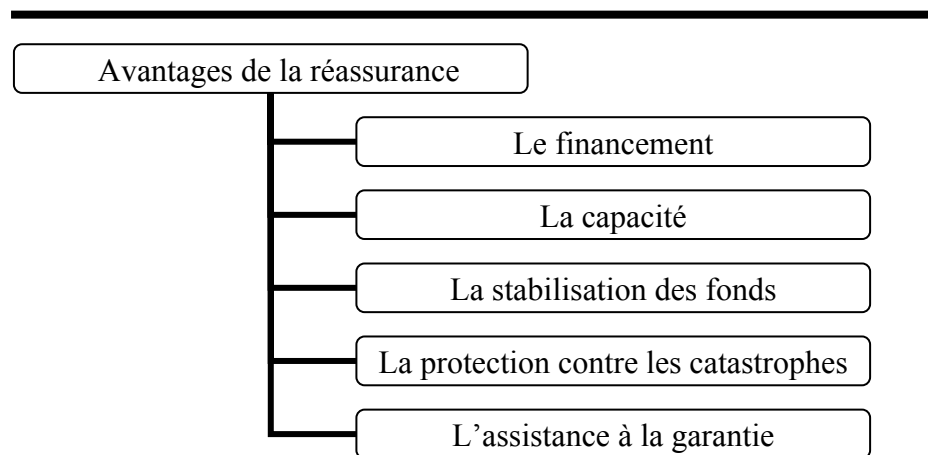 Avantages de la réassurance
Le financement
La capacité
La stabilisation des fonds
La protection contre les catastrophes
L’assistance à la garantie